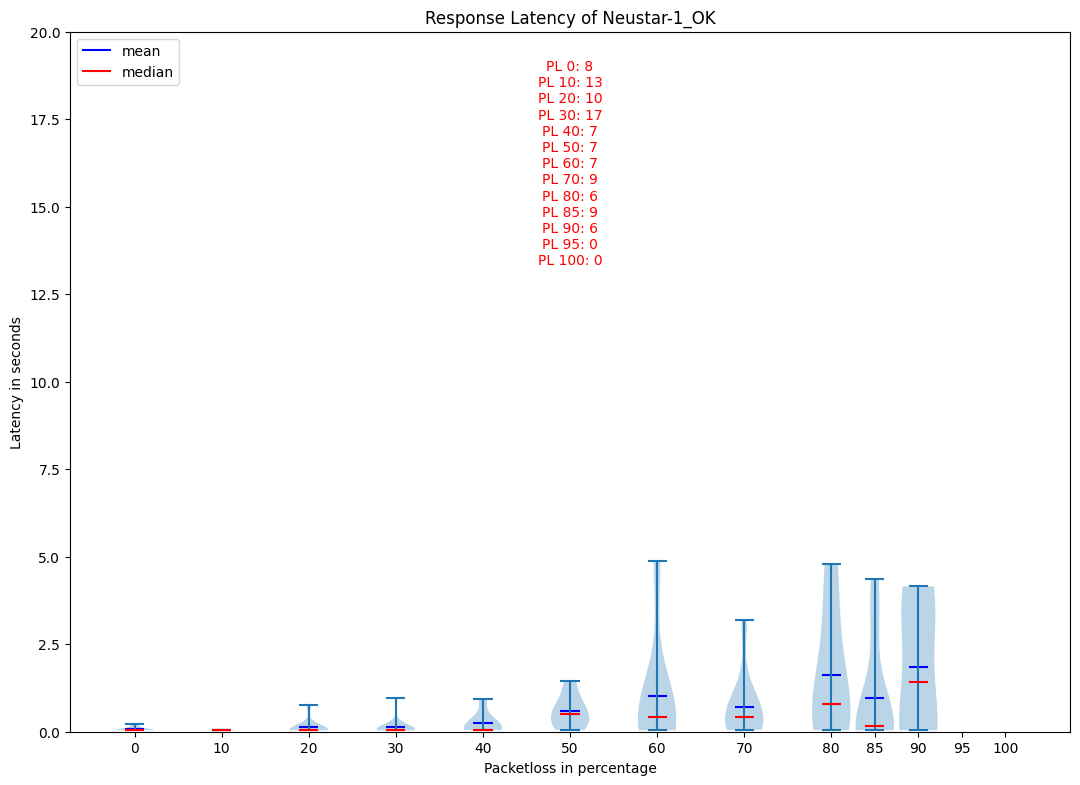 Response Latency of Neustar-1_OK
mean
median
PL 0: 8
PL 10: 13
PL 20: 10
PL 30: 17
PL 40: 7
PL 50: 7
PL 60: 7
PL 70: 9
PL 80: 6
PL 85: 9
PL 90: 6
PL 95: 0
PL 100: 0
Latency in seconds
20.0
17.5
15.0
12.5
10.0
7.5
5.0
2.5
0.0
0 10 20 30 40 50 60 70 80 85 90 95 100
Packetloss in percentage